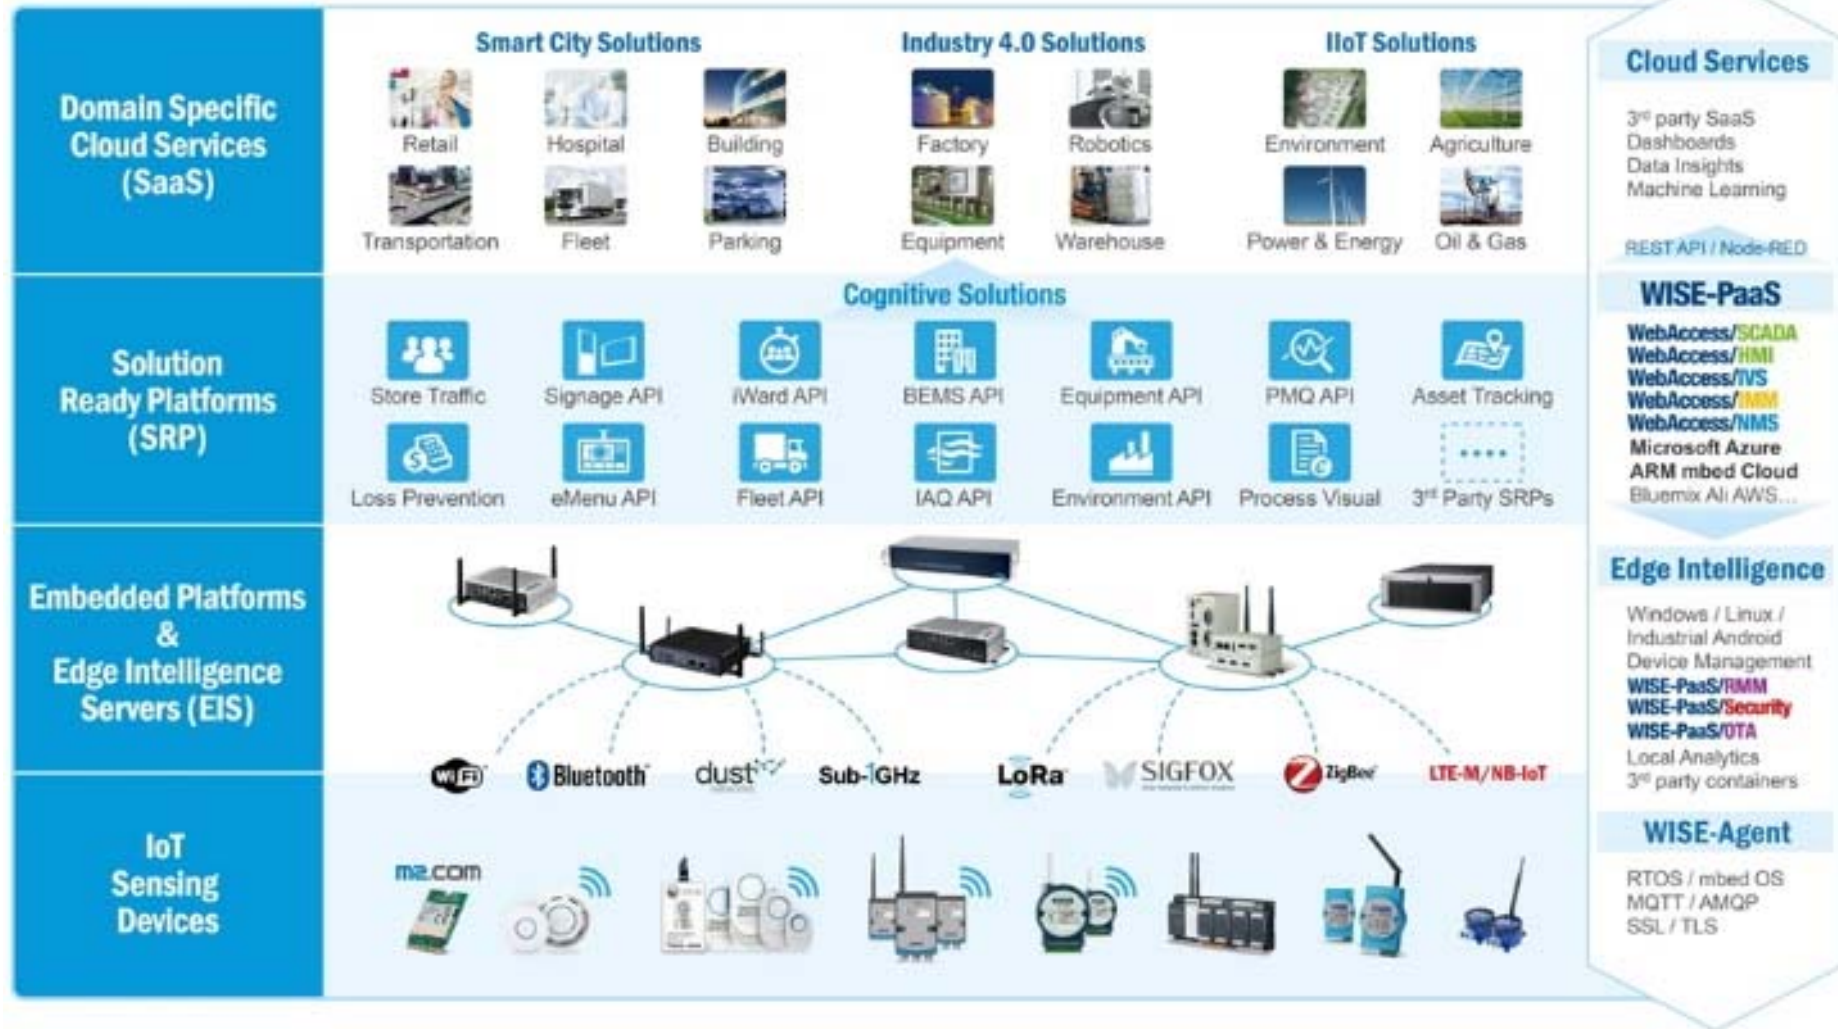 Domain Specific
Cloud Services
(SaaS)
Smart City Solutions
Retail
Hospital
Building
Transportation
Fleet
Parking
Industry 4.0 Solutions
Factory
Robotics
Equipment
Warehouse
IIoT Solutions
Environment
Agriculture
Power & Energy
Oil & Gas
Solution
Ready Platforms
(SRP)
Cognitive Solutions
Store Traffic
Signage API
iWard API
BEMS API
Equipment API
PMQ API
Asset Tracking
Loss Prevention
eMenu API
Fleet API
IAQ API
Environment API
Process Visual
3rd Party SRPs
Embedded Platforms
&
Edge Intelligence
Servers (EIS)
WiFi
Bluetooth
dust
Sub-1GHz
LoRa
SIGFOX
ZigBee
LTE-M/NB-IoT
IoT
Sensing
Devices
m2.com
Cloud Services
3rd party SaaS
Dashboards
Data Insights
Machine Learning
REST API / Node-RED
WISE-PaaS
WebAccess/SCADA
WebAccess/HMI
WebAccess/IVS
WebAccess/IMM
WebAccess/NMS
Microsoft Azure
ARM mbed Cloud
Bluemix Ali AWS...
Edge Intelligence
Windows / Linux /
Industrial Android
Device Management
WISE-PaaS/RMM
WISE-PaaS/Security
WISE-PaaS/OTA
Local Analytics
3rd party containers
WISE-Agent
RTOS / mbed OS
MQTT / AMQP
SSL / TLS